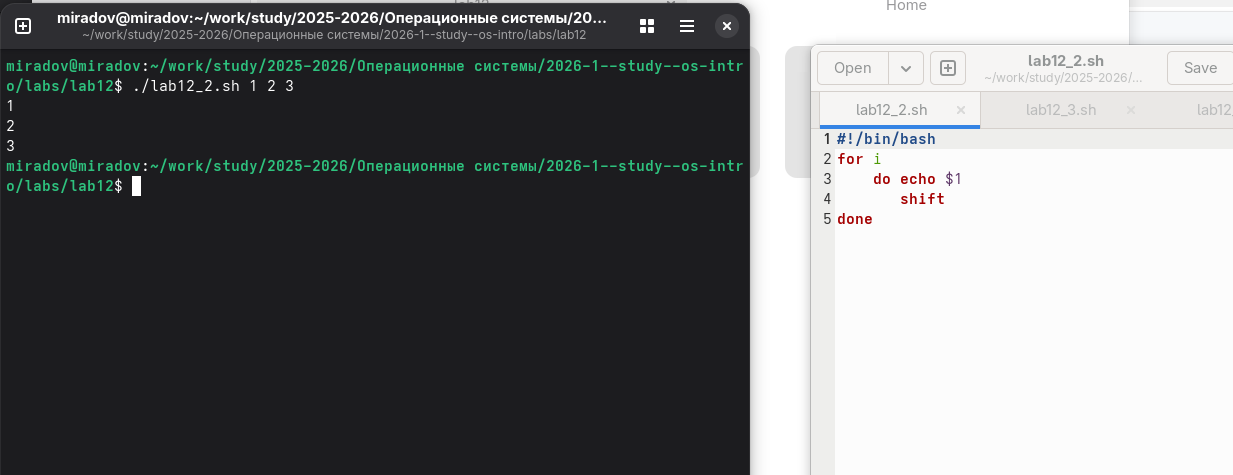 miradov@miradov:~/work/study/2025-2026/Операционные системы/20...
~/work/study/2025-2026/Операционные системы/2026-1--study--os-intro/labs/lab12
miradov@miradov:~/work/study/2025-2026/Операционные системы/2026-1--study--os-intr
o/labs/lab12$ ./lab12_2.sh 1 2 3
1
2
3
miradov@miradov:~/work/study/2025-2026/Операционные системы/2026-1--study--os-intr
o/labs/lab12$
Home
Open
lab12_2.sh
~/work/study/2025-2026/...
Save
lab12_2.sh
lab12_3.sh
lab12_
1 #!/bin/bash
2 for i
3 do echo $1
4 shift
5 done